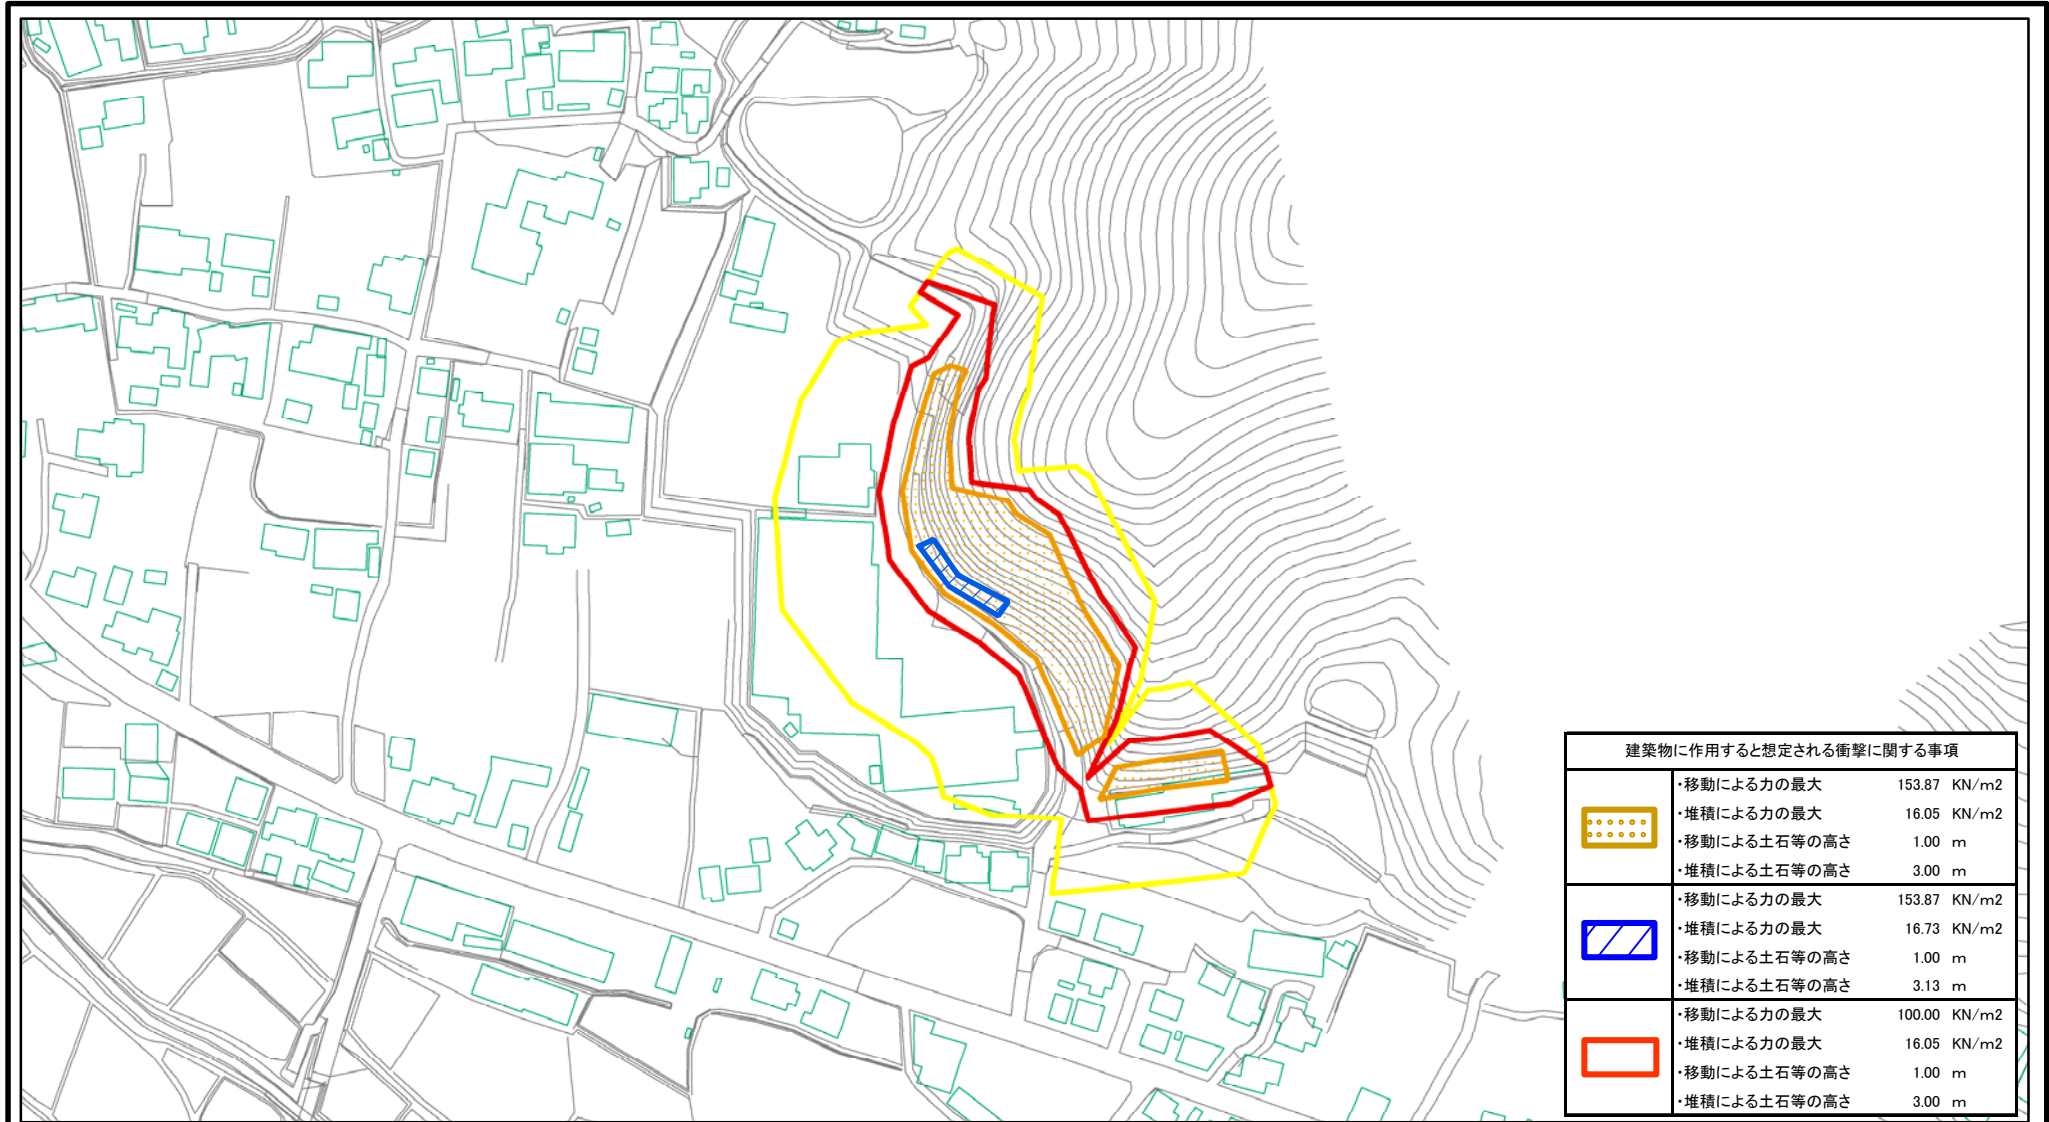 建築物に作用すると想定される衝撃に関する事項
・移動による力の最大 153.87 KN/m2
・堆積による力の最大 16.05 KN/m2
・移動による土石等の高さ 1.00 m
・堆積による土石等の高さ 3.00 m
・移動による力の最大 153.87 KN/m2
・堆積による力の最大 16.73 KN/m2
・移動による土石等の高さ 1.00 m
・堆積による土石等の高さ 3.13 m
・移動による力の最大 100.00 KN/m2
・堆積による力の最大 16.05 KN/m2
・移動による土石等の高さ 1.00 m
・堆積による土石等の高さ 3.00 m